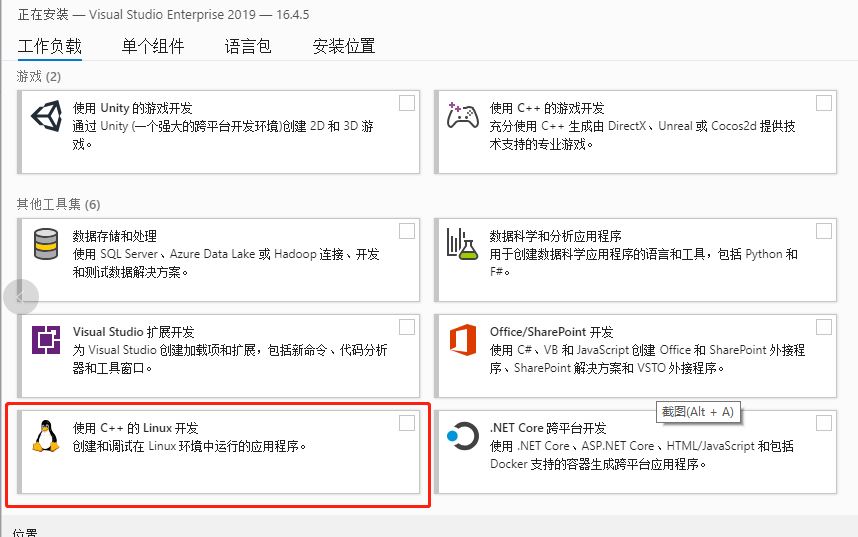 正在安装 — Visual Studio Enterprise 2019 — 16.4.5
工作负载 单个组件 语言包 安装位置
游戏 (2)
使用 Unity 的游戏开发
通过 Unity (一个强大的跨平台开发环境)创建 2D 和 3D 游
戏。
使用 C++ 的游戏开发
充分使用 C++ 生成由 DirectX、Unreal 或 Cocos2d 提供技
术支持的专业游戏。
其他工具集 (6)
数据存储和处理
使用 SQL Server、Azure Data Lake 或 Hadoop 连接、开发
和测试数据解决方案。
数据科学和分析应用程序
用于创建数据科学应用程序的语言和工具，包括 Python 和
F#。
Visual Studio 扩展开发
为 Visual Studio 创建加载项和扩展，包括新命令、代码分析
器和工具窗口。
Office/SharePoint 开发
使用 C#、VB 和 JavaScript 创建 Office 和 SharePoint 外接程
序、SharePoint 解决方案和 VSTO 外接程序。
截图(Alt + A)
使用 C++ 的 Linux 开发
创建和调试在 Linux 环境中运行的应用程序。
.NET Core 跨平台开发
使用 .NET Core、ASP.NET Core、HTML/JavaScript 和包括
Docker 支持的容器生成跨平台应用程序。
位置